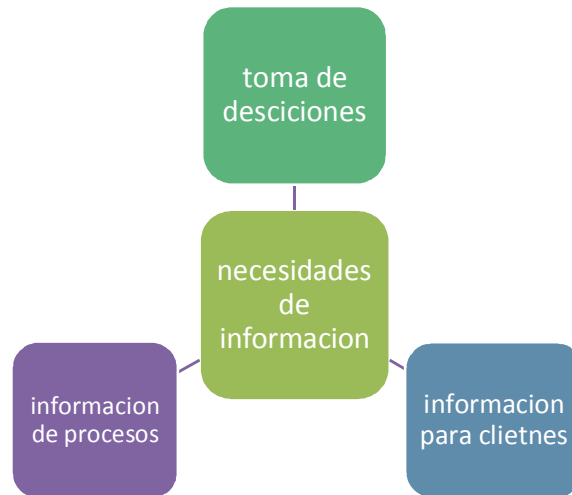 toma de
desciciones
necesidades
de
informacion
informacion
de procesos
informacion
para clietnes